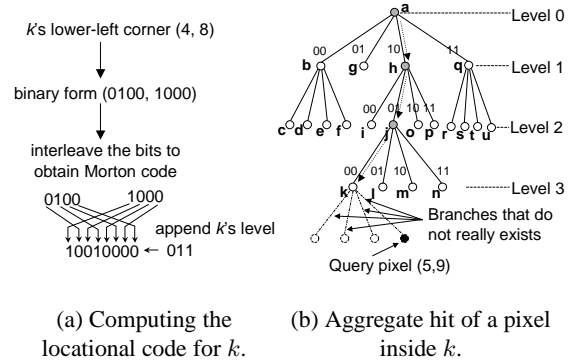 k's lower-left corner (4, 8)
binary form (0100, 1000)
interleave the bits to
obtain Morton code
0100 1000
append k's level
10010000 ← 011
(a) Computing the
locational code for k.
a
Level 0
00 01 10 11
b g h q
Level 1
00 01 10 11
c d e f i j o p r s t u
Level 2
00 01 10 11
k l m n
Level 3
Branches that do
not really exists
Query pixel (5,9)
(b) Aggregate hit of a pixel
inside k.